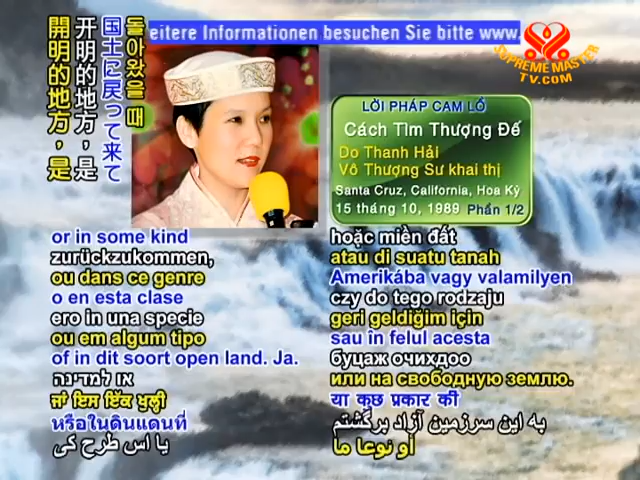 eitere Informationen besuchen Sie bitte www.
SUPREME MASTER
TV.COM
돌아왔을 때
国土に戻って来て
开明的地方，是
開明的地方，是
LỜI PHÁP CAM LỒ
Cách Tìm Thượng Đế
Do Thanh Hải
Vô Thượng Sư khai thị
Santa Cruz, California, Hoa Kỳ
15 tháng 10, 1989 Phần 1/2
or in some kind
zurückzukommen,
ou dans ce genre
o en esta clase
ero in una specie
ou em algum tipo
of in dit soort open land. Ja.
או למדינה
ਜਾਂ ਇਸ ਇੱਕ ਖੁਲ੍ਹੀ
หรือในดินแดนที่
یا اس طرح کی
hoặc miền đất
atau di suatu tanah
Amerikába vagy valamilyen
czy do tego rodzaju
geri geldiğim için
sau în felul acesta
буцаж очихдоо
или на свободную землю.
या कुछ प्रकार की
به این سرزمین آزاد برگشتم
أو نوعا ما